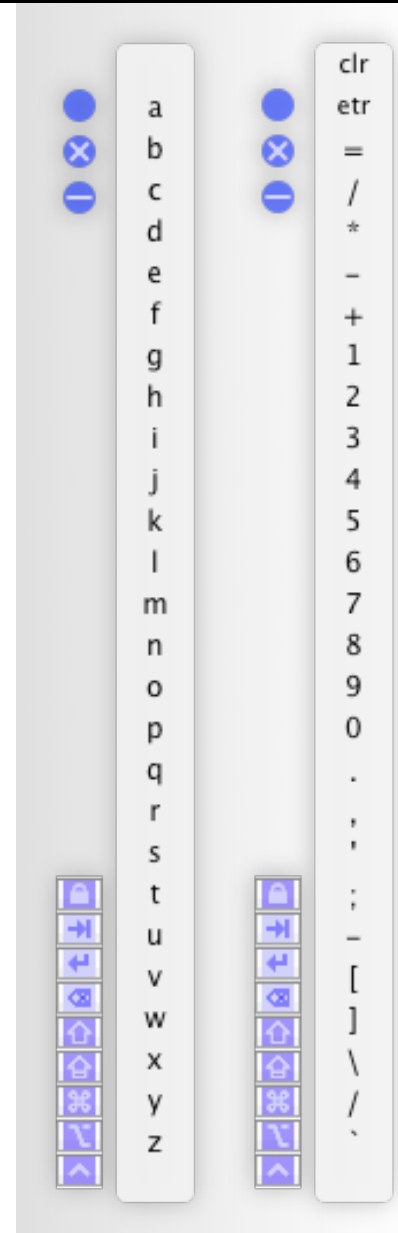 a
b
c
d
e
f
g
h
i
j
k
l
m
n
o
p
q
r
s
t
u
v
w
x
y
z
clr
etr
=
/
*
-
+
1
2
3
4
5
6
7
8
9
0
.
,
'
;
–
[
]
\
/
`